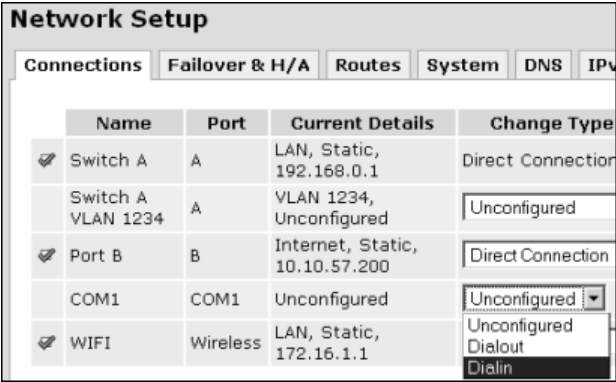 Network Setup
Connections Failover & H/A Routes System DNS IPv
Name Port Current Details Change Type
Switch A A LAN, Static, 192.168.0.1 Direct Connection
Switch A VLAN 1234 A VLAN 1234, Unconfigured Unconfigured
Port B B Internet, Static, 10.10.57.200 Direct Connection
COM1 COM1 Unconfigured Unconfigured
Unconfigured
Dialout
Dialin
WIFI Wireless LAN, Static, 172.16.1.1